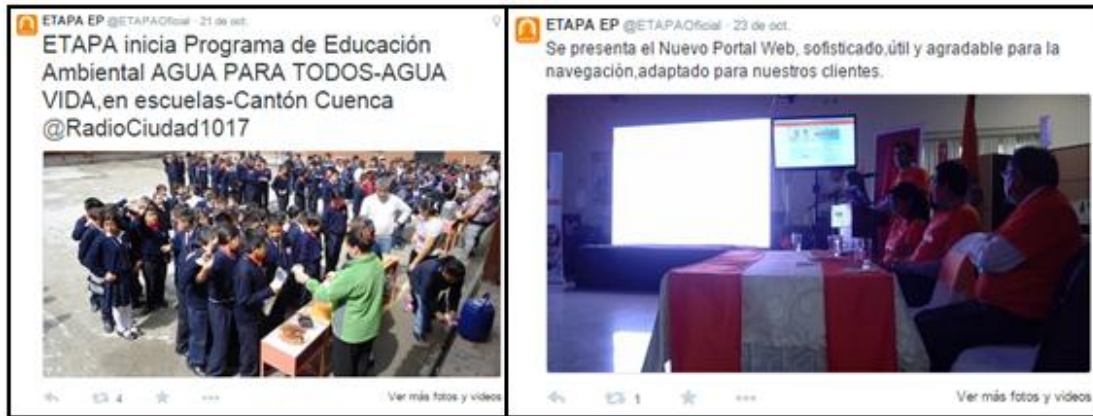 ETAPA EP @ETAPAOficial · 21 de oct.
ETAPA inicia Programa de Educación
Ambiental AGUA PARA TODOS-AGUA
VIDA,en escuelas-Cantón Cuenca
@RadioCiudad1017
4
Ver más fotos y videos
ETAPA EP @ETAPAOficial · 23 de oct.
Se presenta el Nuevo Portal Web, sofisticado,útil y agradable para la
navegación,adaptado para nuestros clientes.
1
Ver más fotos y videos